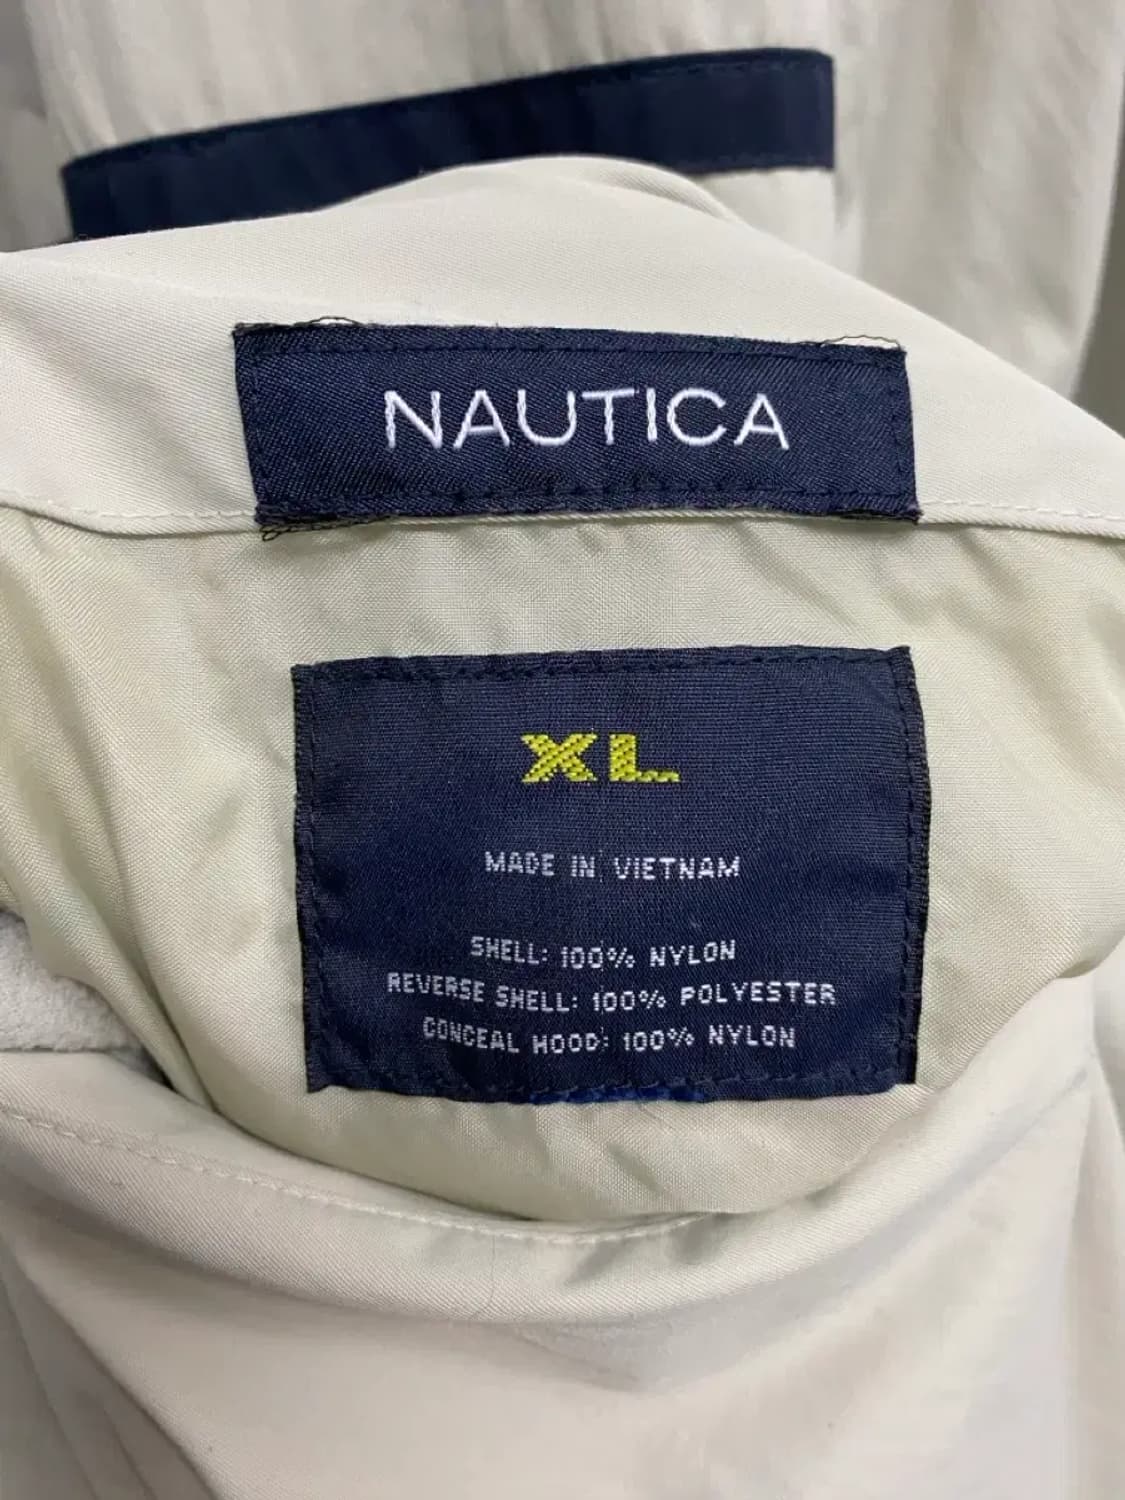 NAUTICA
XL
MADE IN VIETNAM
SHELL: 100% NYLON
REVERSE SHELL: 100% POLYESTER
CONCEAL HOOD: 100% NYLON